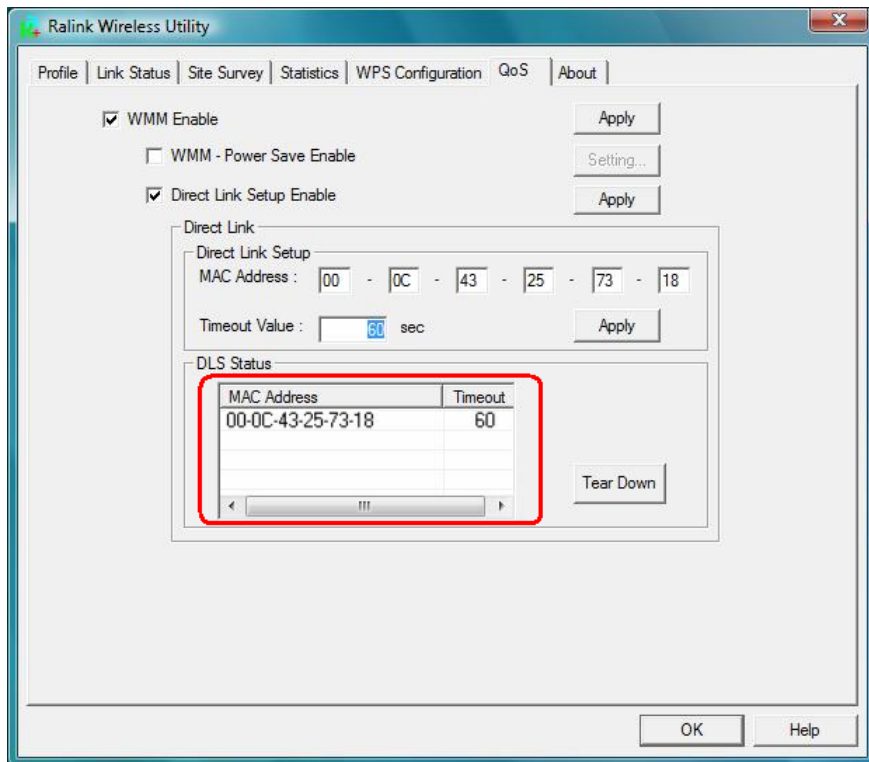 Ralink Wireless Utility
Profile Link Status Site Survey Statistics WPS Configuration QoS About
WMM Enable Apply
WMM - Power Save Enable Setting...
Direct Link Setup Enable Apply
Direct Link
Direct Link Setup
MAC Address : 00 - 0C - 43 - 25 - 73 - 18
Timeout Value : 60 sec Apply
DLS Status
MAC Address Timeout
00-0C-43-25-73-18 60
Tear Down
OK Help